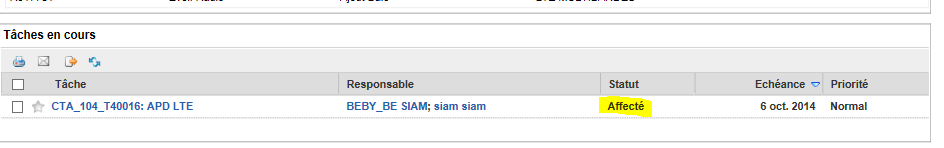 Tâches en cours
Tâche Responsable Statut Echéance Priorité
CTA_104_T40016: APD LTE BEBY_BE SIAM; siam siam Affecté 6 oct. 2014 Normal